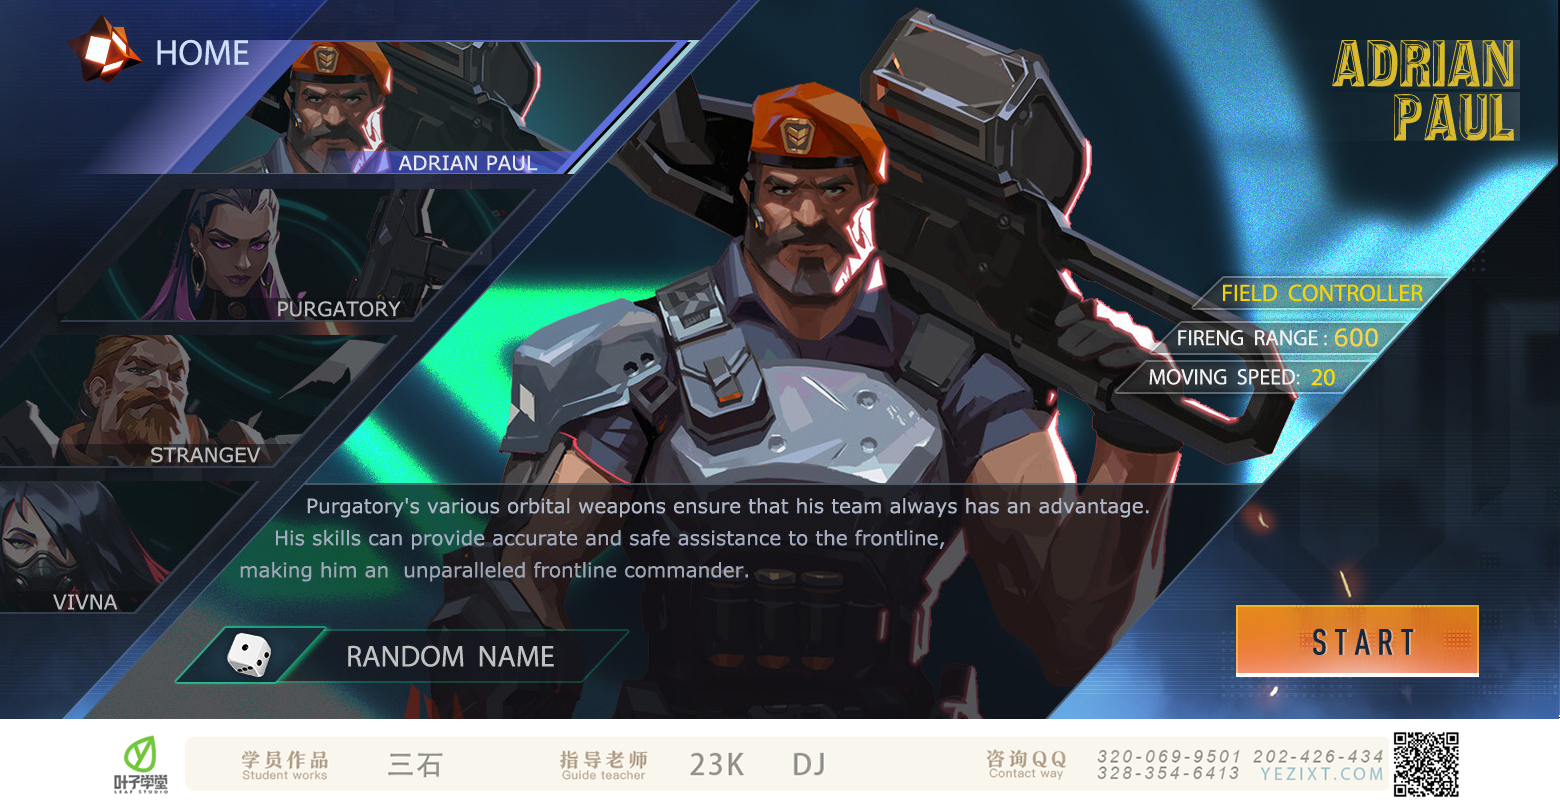 HOME
ADRIAN PAUL
PURGATORY
STRANGEV
VIVNA
ADRIAN
PAUL
FIELD CONTROLLER
FIRENG RANGE: 600
MOVING SPEED: 20
Purgatory's various orbital weapons ensure that his team always has an advantage.
His skills can provide accurate and safe assistance to the frontline,
making him an unparalleled frontline commander.
RANDOM NAME
START
叶子学堂
LEAF STUDIO
学员作品
Student works
三石
指导老师
Guide teacher
23K
DJ
咨询QQ
Contact way
320-069-9501 202-426-434
328-354-6413 YEZIXT.COM